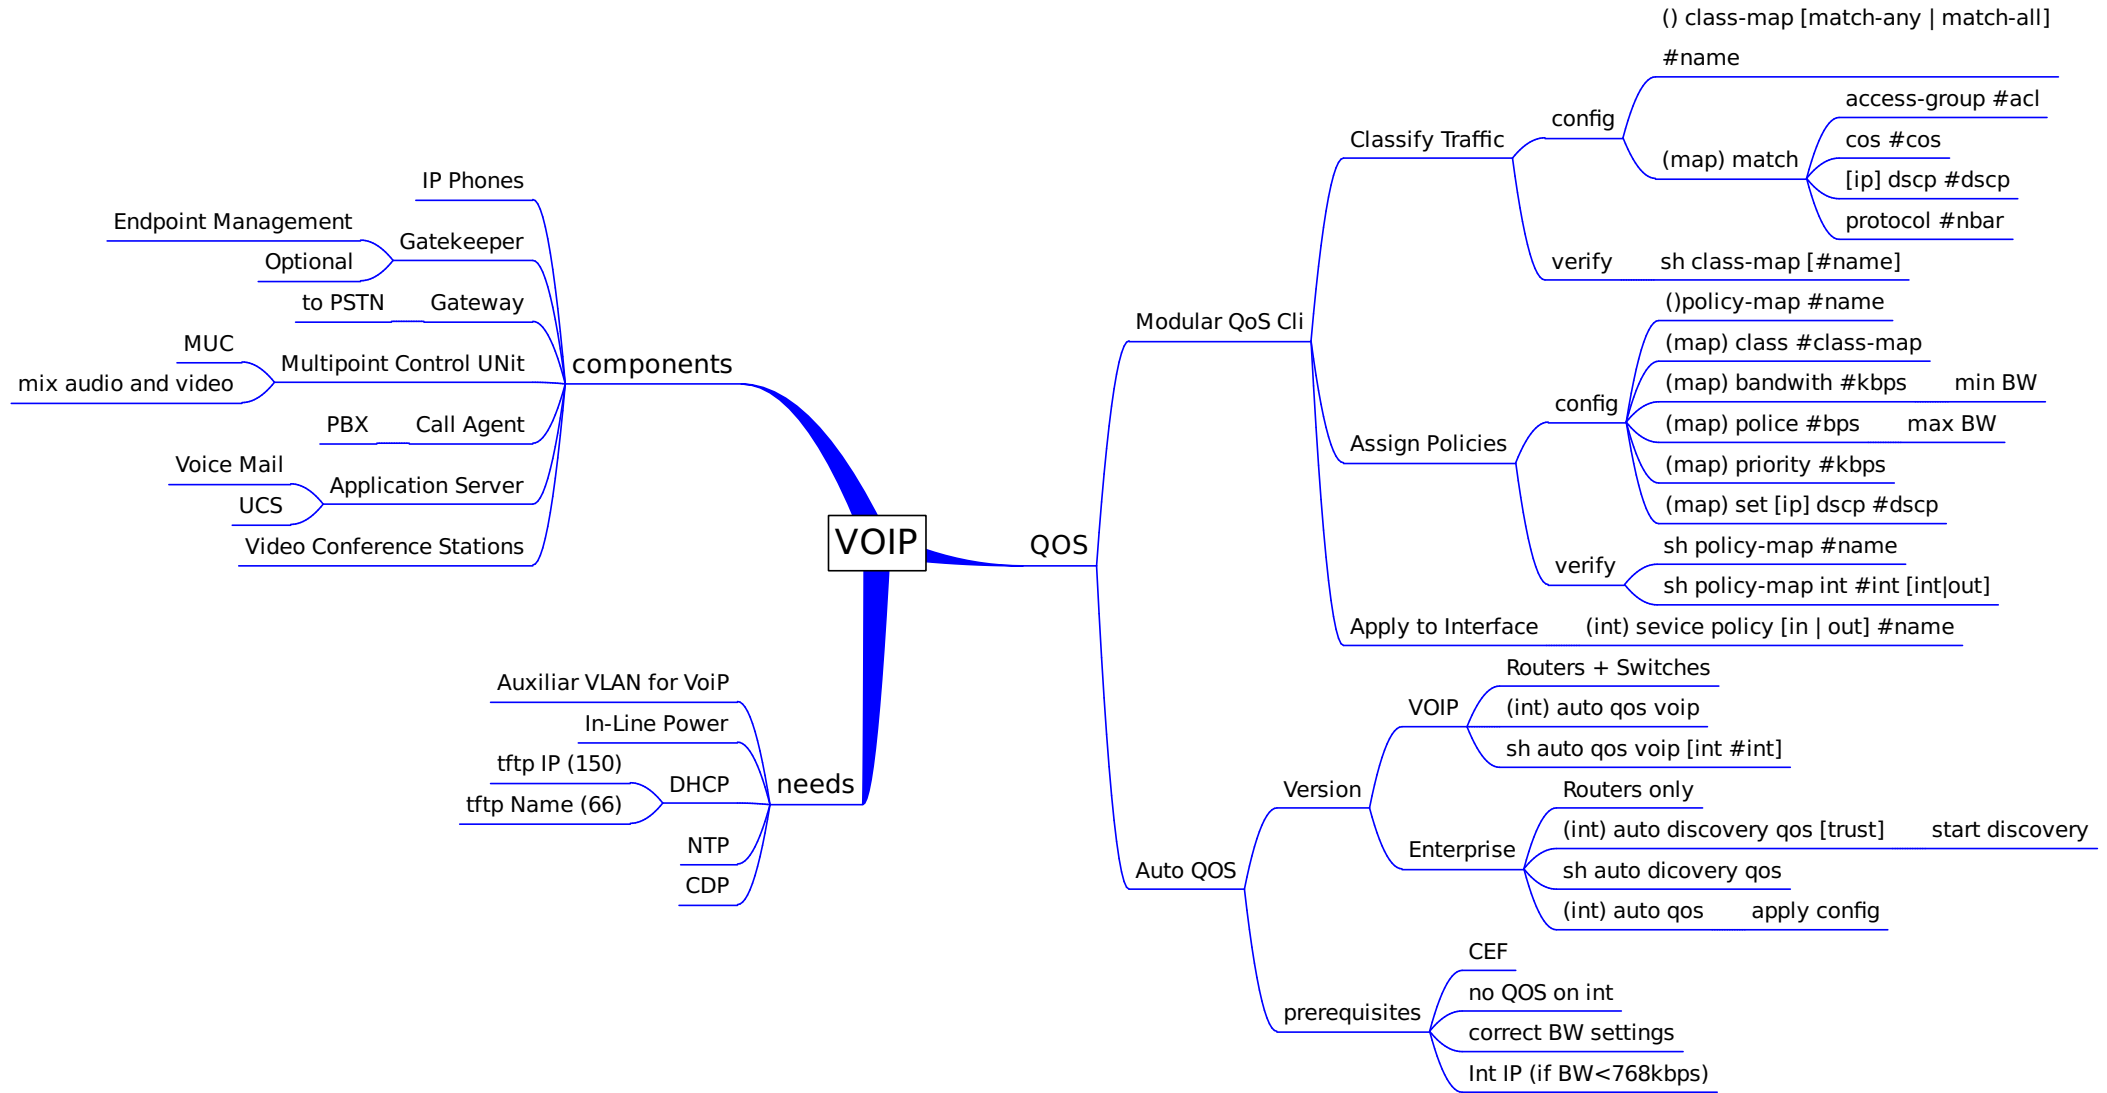 VOIP
components
IP Phones
Gatekeeper
Endpoint Management
Optional
Gateway
to PSTN
Multipoint Control UNit
MUC
mix audio and video
Call Agent
PBX
Application Server
Voice Mail
UCS
Video Conference Stations
needs
Auxiliar VLAN for VoiP
In-Line Power
DHCP
tftp IP (150)
tftp Name (66)
NTP
CDP
QOS
Modular QoS Cli
Classify Traffic
config
() class-map [match-any | match-all]
#name
(map) match
access-group #acl
cos #cos
[ip] dscp #dscp
protocol #nbar
verify
sh class-map [#name]
Assign Policies
config
()policy-map #name
(map) class #class-map
(map) bandwith #kbps
min BW
(map) police #bps
max BW
(map) priority #kbps
(map) set [ip] dscp #dscp
verify
sh policy-map #name
sh policy-map int #int [int|out]
Apply to Interface
(int) sevice policy [in | out] #name
Auto QOS
Version
VOIP
Routers + Switches
(int) auto qos voip
sh auto qos voip [int #int]
Enterprise
Routers only
(int) auto discovery qos [trust]
start discovery
sh auto dicovery qos
(int) auto qos
apply config
prerequisites
CEF
no QOS on int
correct BW settings
Int IP (if BW<768kbps)